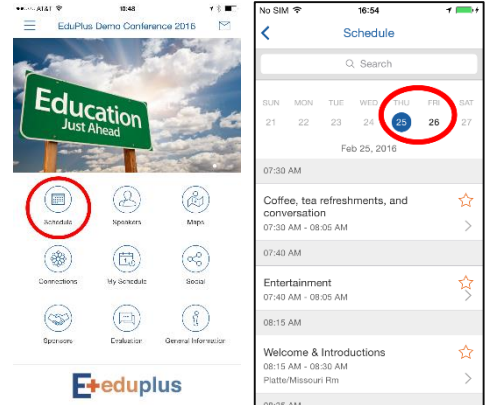 AT&T
10:48
EduPlus Demo Conference 2016
Education
Just Ahead
Schedule
Speakers
Maps
Connections
My Schedule
Social
Sponsors
Evaluation
General Information
E+eduplus
No SIM
16:54
Schedule
Search
SUN MON TUE WED THU FRI SAT
21 22 23 24 25 26 27
Feb 25, 2016
07:30 AM
Coffee, tea refreshments, and
conversation
07:30 AM - 08:05 AM
07:40 AM
Entertainment
07:40 AM - 08:05 AM
08:15 AM
Welcome & Introductions
08:15 AM - 08:30 AM
Platte/Missouri Rm